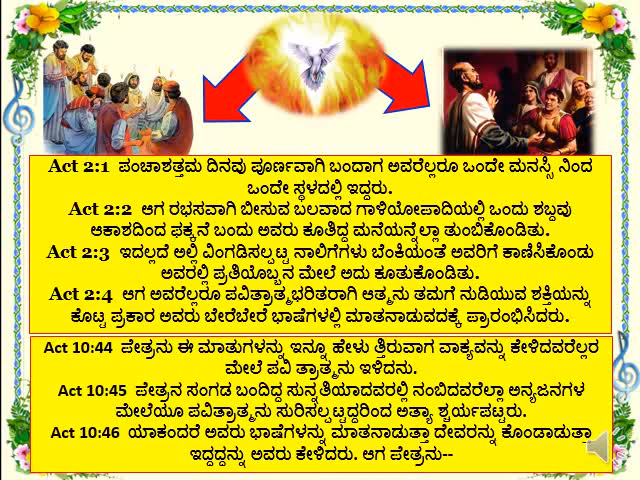 Act 2:1 ಪಂಚಾಶತ್ತಮ ದಿನವು ಪೂರ್ಣವಾಗಿ ಬಂದಾಗ ಅವರೆಲ್ಲರೂ ಒಂದೇ ಮನಸ್ಸಿ ನಿಂದ
ಒಂದೇ ಸ್ಥಳದಲ್ಲಿ ಇದ್ದರು.
Act 2:2 ಆಗ ರಭಸವಾಗಿ ಬೀಸುವ ಬಲವಾದ ಗಾಳಿಯೋಪಾದಿಯಲ್ಲಿ ಒಂದು ಶಬ್ದವು
ಆಕಾಶದಿಂದ ಫಕ್ಕನೆ ಬಂದು ಅವರು ಕೂತಿದ್ದ ಮನೆಯನ್ನೆಲ್ಲಾ ತುಂಬಿಕೊಂಡಿತು.
Act 2:3 ಇದಲ್ಲದೆ ಅಲ್ಲಿ ವಿಂಗಡಿಸಲ್ಪಟ್ಟ ನಾಲಿಗೆಗಳು ಬೆಂಕಿಯಂತೆ ಅವರಿಗೆ ಕಾಣಿಸಿಕೊಂಡು
ಅವರಲ್ಲಿ ಪ್ರತಿಯೊಬ್ಬನ ಮೇಲೆ ಅದು ಕೂತುಕೊಂಡಿತು.
Act 2:4 ಆಗ ಅವರೆಲ್ಲರೂ ಪವಿತ್ರಾತ್ಮಭರಿತರಾಗಿ ಆತ್ಮನು ತಮಗೆ ನುಡಿಯುವ ಶಕ್ತಿಯನ್ನು
ಕೊಟ್ಟ ಪ್ರಕಾರ ಅವರು ಬೇರೆಬೇರೆ ಭಾಷೆಗಳಲ್ಲಿ ಮಾತನಾಡುವದಕ್ಕೆ ಪ್ರಾರಂಭಿಸಿದರು.
Act 10:44 ಪೇತ್ರನು ಈ ಮಾತುಗಳನ್ನು ಇನ್ನೂ ಹೇಳು ತ್ತಿರುವಾಗ ವಾಕ್ಯವನ್ನು ಕೇಳಿದವರೆಲ್ಲರ
ಮೇಲೆ ಪವಿ ತ್ರಾತ್ಮನು ಇಳಿದನು.
Act 10:45 ಪೇತ್ರನ ಸಂಗಡ ಬಂದಿದ್ದ ಸುನ್ನತಿಯಾದವರಲ್ಲಿ ನಂಬಿದವರೆಲ್ಲಾ ಅನ್ಯಜನಗಳ
ಮೇಲೆಯೂ ಪವಿತ್ರಾತ್ಮನು ಸುರಿಸಲ್ಪಟ್ಟದ್ದರಿಂದ ಅತ್ಯಾ ಶ್ಚರ್ಯಪಟ್ಟರು.
Act 10:46 ಯಾಕಂದರೆ ಅವರು ಭಾಷೆಗಳನ್ನು ಮಾತನಾಡುತ್ತಾ ದೇವರನ್ನು ಕೊಂಡಾಡುತ್ತಾ
ಇದ್ದದ್ದನ್ನು ಅವರು ಕೇಳಿದರು. ಆಗ ಪೇತ್ರನು--